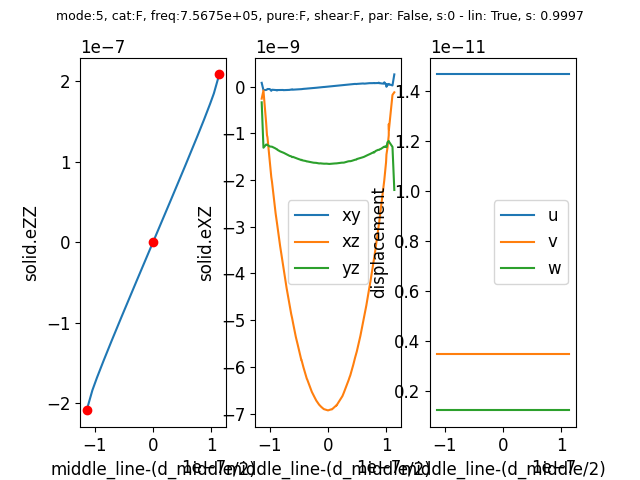 mode:5, cat:F, freq:7.5675e+05, pure:F, shear:F, par: False, s:0 - lin: True, s: 0.9997
1e−7
2
1
0
−1
−2
−1
0
1
1e−7
solid.eZZ
middle_line-(d_middle/2)
1e−9
0
−1
−2
−3
−4
−5
−6
−7
−1
0
1
1e−7
solid.eXZ
middle_line-(d_middle/2)
xy
xz
yz
1e−11
1.4
1.2
1.0
0.8
0.6
0.4
0.2
−1
0
1
1e−7
displacement
middle_line-(d_middle/2)
u
v
w